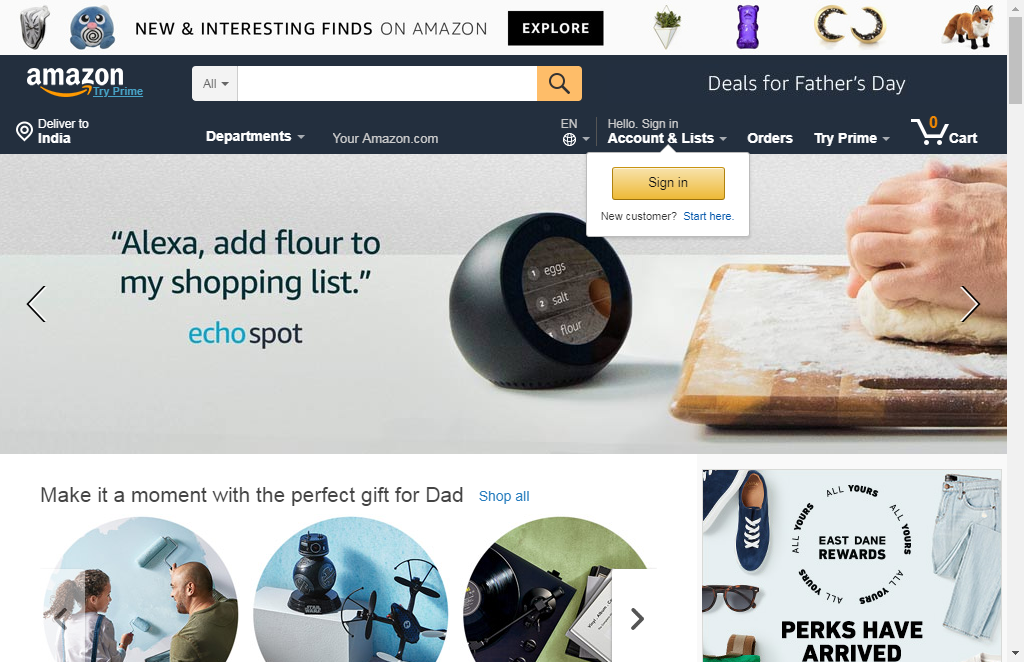 NEW & INTERESTING FINDS ON AMAZON EXPLORE
amazon
Try Prime
All
Deals for Father's Day
Deliver to
India
Departments
Your Amazon.com
EN
Hello. Sign in
Account & Lists
Orders
Try Prime
0
Cart
Sign in
New customer? Start here.
“Alexa, add flour to
my shopping list.”
echo spot
1 eggs
2 salt
flour
Make it a moment with the perfect gift for Dad Shop all
STAR WARS
ALL YOURS
ALL YOURS
ALL YOURS
ALL YOURS
ALL YOURS
EAST DANE
REWARDS
PERKS HAVE
ARRIVED